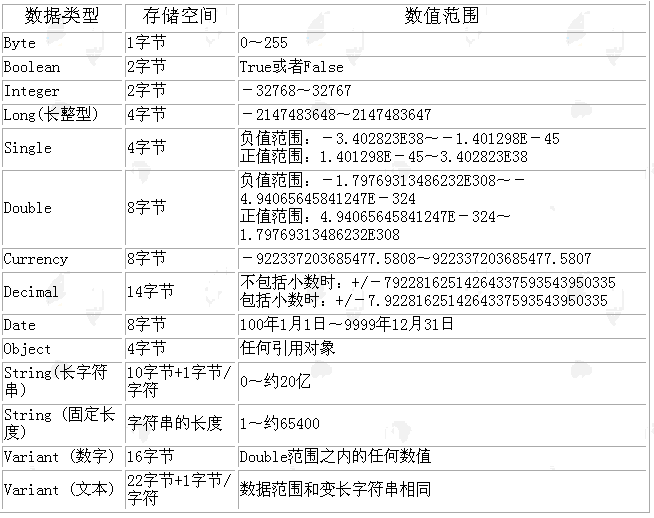 数据类型 存储空间 数值范围
Byte 1字节 0～255
Boolean 2字节 True或者False
Integer 2字节 －32768～32767
Long(长整型) 4字节 －2147483648～2147483647
Single 4字节 负值范围：－3.402823E38～－1.401298E－45
正值范围：1.401298E－45～3.402823E38
Double 8字节 负值范围：－1.79769313486232E308～－
4.94065645841247E－324
正值范围：4.94065645841247E－324～
1.79769313486232E308
Currency 8字节 －922337203685477.5808～922337203685477.5807
Decimal 14字节 不包括小数时：+/－79228162514264337593543950335
包括小数时：+/－7.9228162514264337593543950335
Date 8字节 100年1月1日～9999年12月31日
Object 4字节 任何引用对象
String(长字符
串) 10字节+1字节/
字符 0～约20亿
String (固定长
度) 字符串的长度 1～约65400
Variant (数字) 16字节 Double范围之内的任何数值
Variant (文本) 22字节+1字节/
字符 数据范围和变长字符串相同